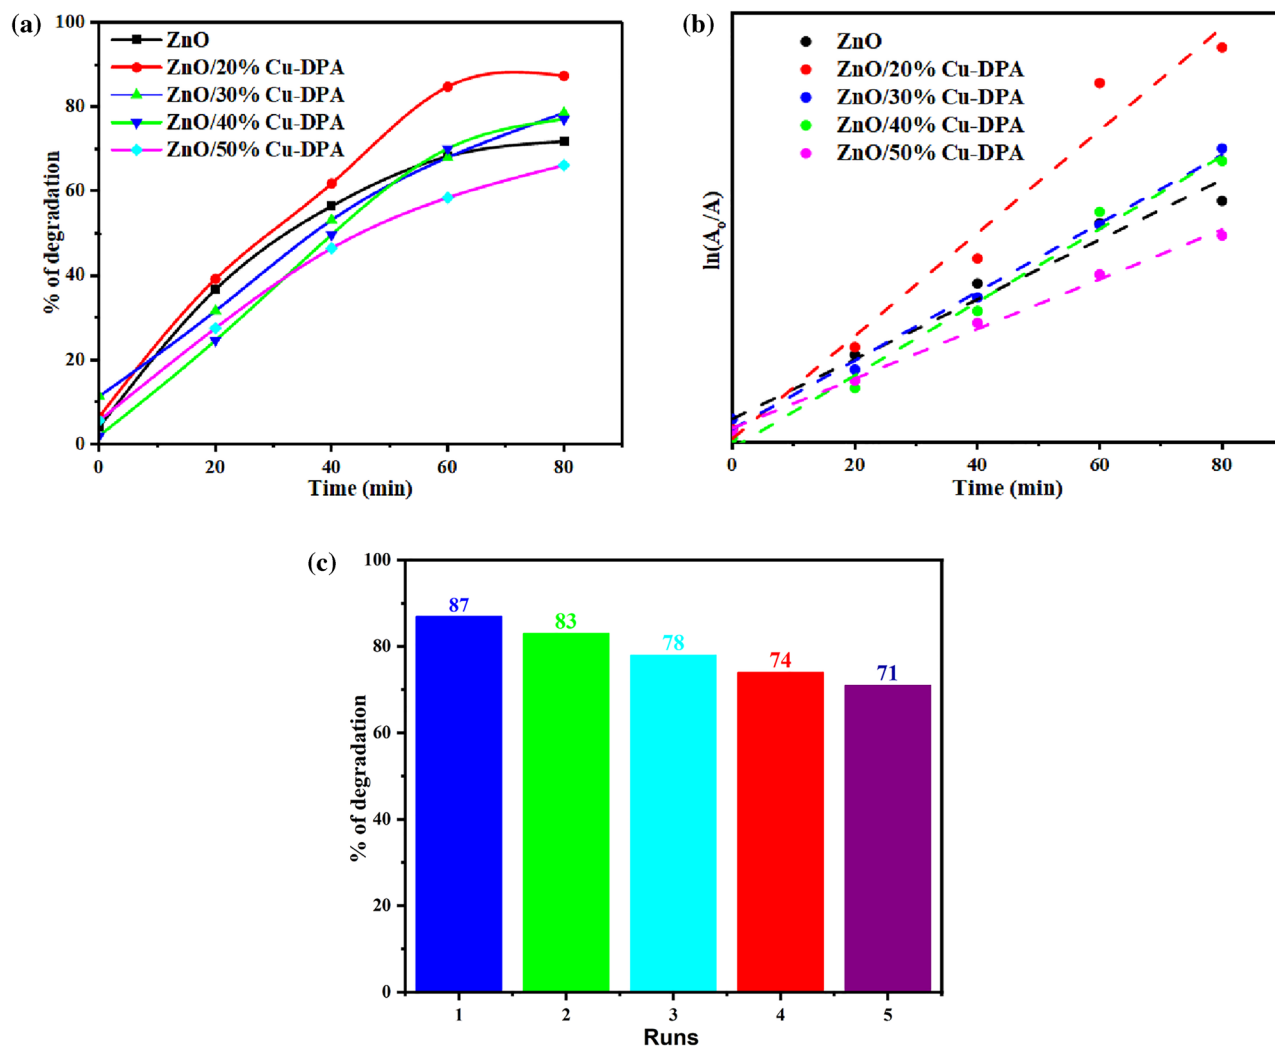 (a)
100
80
60
40
20
0
% of degradation
ZnO
ZnO/20% Cu-DPA
ZnO/30% Cu-DPA
ZnO/40% Cu-DPA
ZnO/50% Cu-DPA
0 20 40 60 80
Time (min)
(b)
ln(Ao/A)
ZnO
ZnO/20% Cu-DPA
ZnO/30% Cu-DPA
ZnO/40% Cu-DPA
ZnO/50% Cu-DPA
0 20 40 60 80
Time (min)
(c)
100
80
60
40
20
0
% of degradation
87 83 78 74 71
1 2 3 4 5
Runs